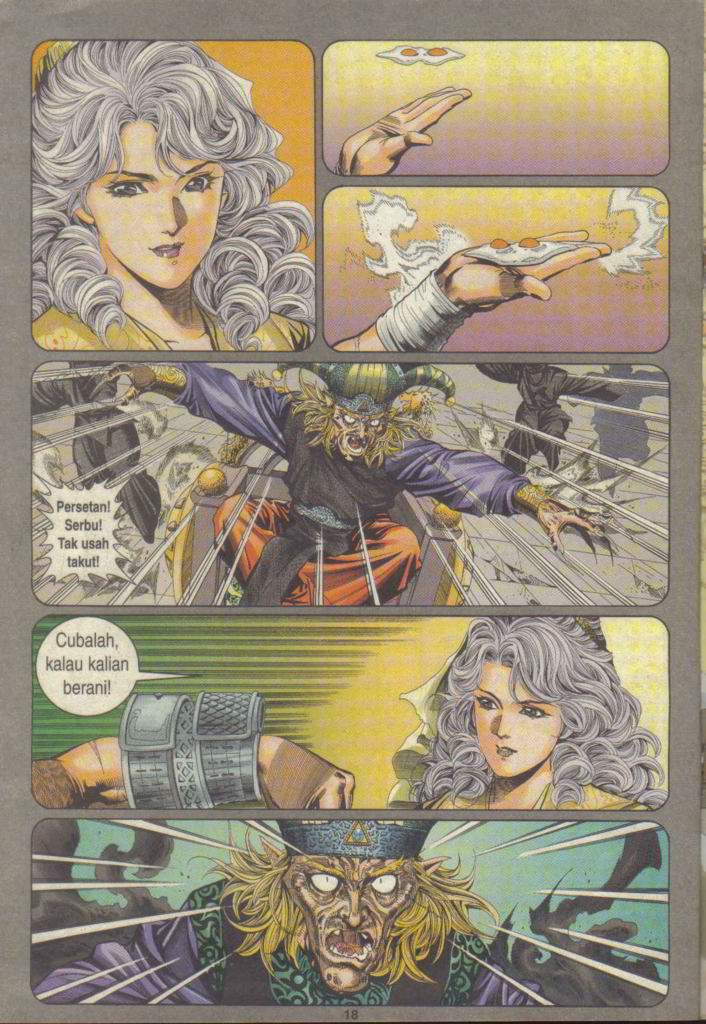 Persetan!
Serbu!
Tak usah
takut!
Cubalah,
kalau kalian
berani!
18